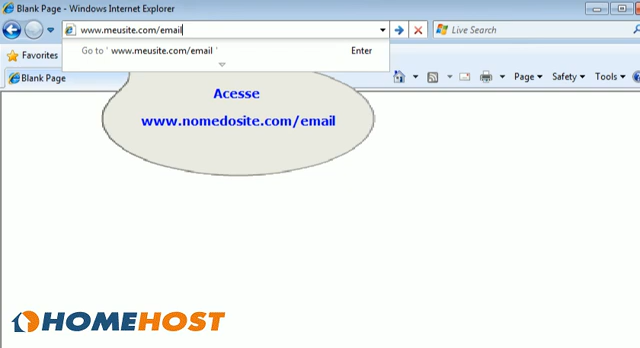 Blank Page - Windows Internet Explorer
www.meusite.com/email
Live Search
Go to ' www.meusite.com/email ' Enter
Favorites
Blank Page
Page Safety Tools
Acesse
www.nomedosite.com/email
HOMEHOST